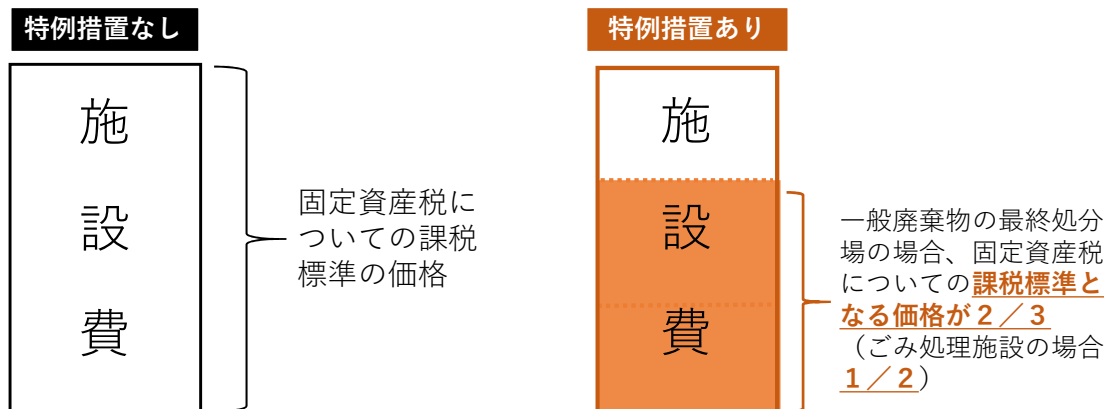 特例措置なし
施
設
費
固定資産税に
ついての課税
標準の価格
特例措置あり
施
設
費
一般廃棄物の最終処分
場の場合、固定資産税
についての課税標準と
なる価格が２／３
（ごみ処理施設の場合
１／２）